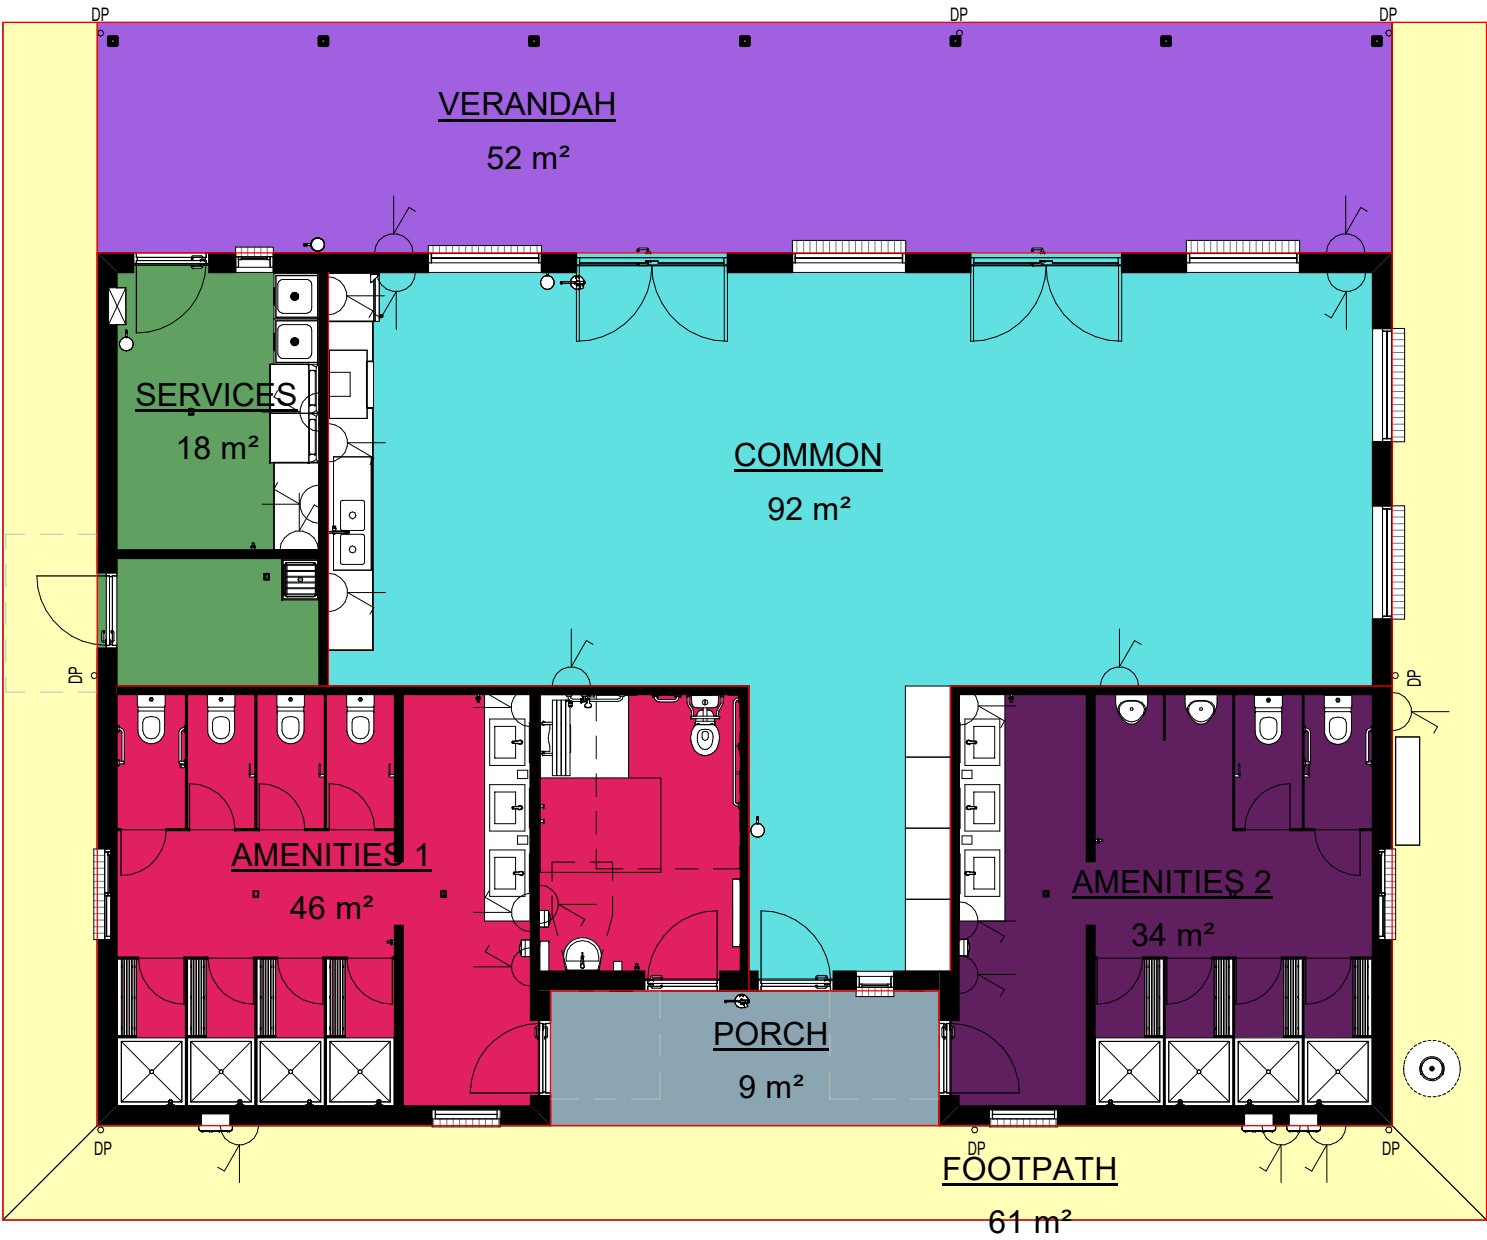 DP
DP
DP
VERANDAH
52 m²
SERVICES
18 m²
COMMON
92 m²
DP
DP
AMENITIES 1
46 m²
AMENITIES 2
34 m²
PORCH
9 m²
DP
DP
DP
FOOTPATH
61 m²